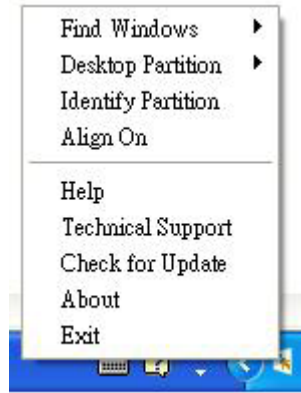 Find Windows
Desktop Partition
Identify Partition
Align On
Help
Technical Support
Check for Update
About
Exit